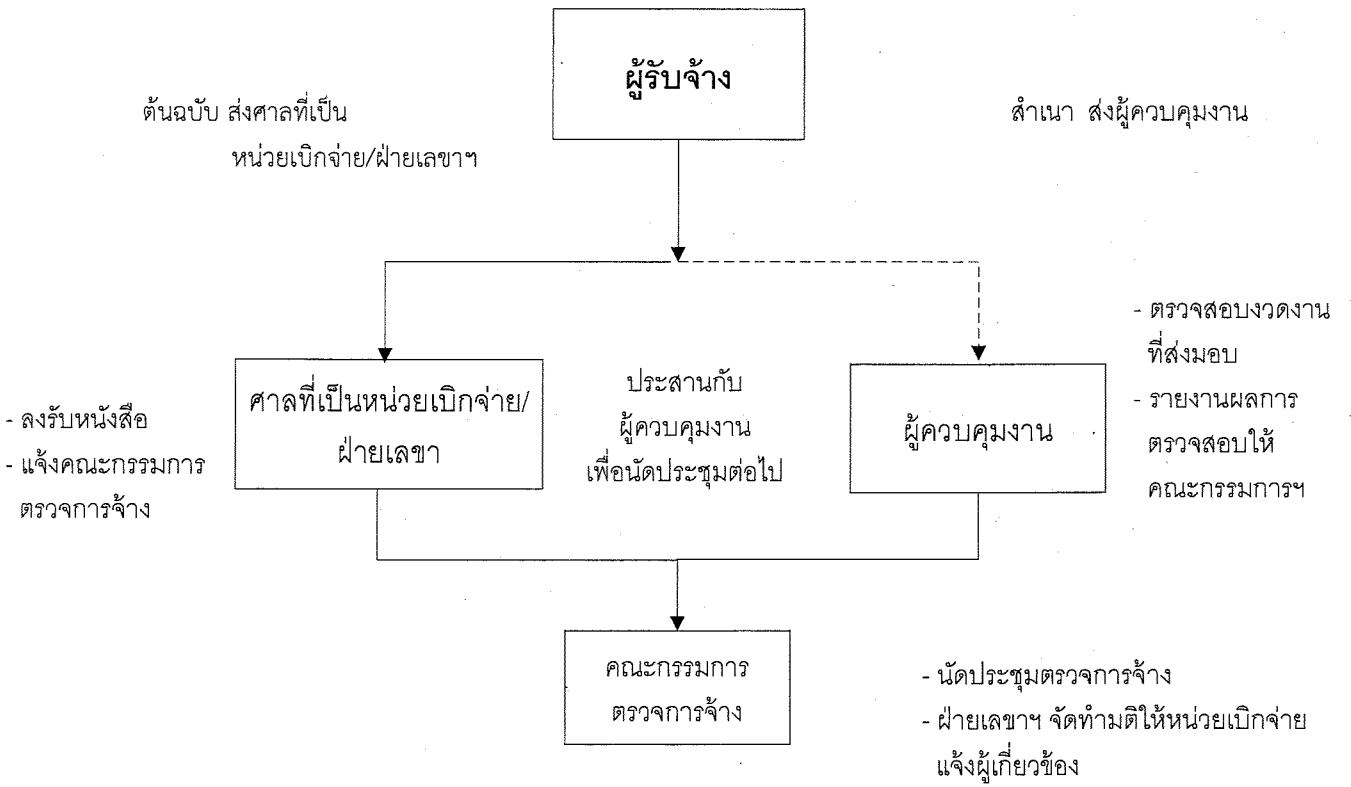 ผู้รับจ้าง
ต้นฉบับ ส่งศาลที่เป็น
หน่วยเบิกจ่าย/ฝ่ายเลขาฯ
สำเนา ส่งผู้ควบคุมงาน
ศาลที่เป็นหน่วยเบิกจ่าย/
ฝ่ายเลขา
- ลงรับหนังสือ
- แจ้งคณะกรรมการ
ตรวจการจ้าง
ประสานกับ
ผู้ควบคุมงาน
เพื่อนัดประชุมต่อไป
ผู้ควบคุมงาน
- ตรวจสอบงวดงาน
ที่ส่งมอบ
- รายงานผลการ
ตรวจสอบให้
คณะกรรมการฯ
คณะกรรมการ
ตรวจการจ้าง
- นัดประชุมตรวจการจ้าง
- ฝ่ายเลขาฯ จัดทำมติให้หน่วยเบิกจ่าย
แจ้งผู้เกี่ยวข้อง